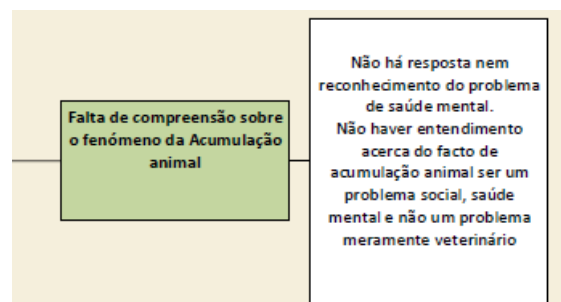 Falta de compreensão sobre
o fenómeno da Acumulação
animal
Não há resposta nem
reconhecimento do problema
de saúde mental.
Não haver entendimento
acerca do facto de
acumulação animal ser um
problema social, saúde
mental e não um problema
meramente veterinário